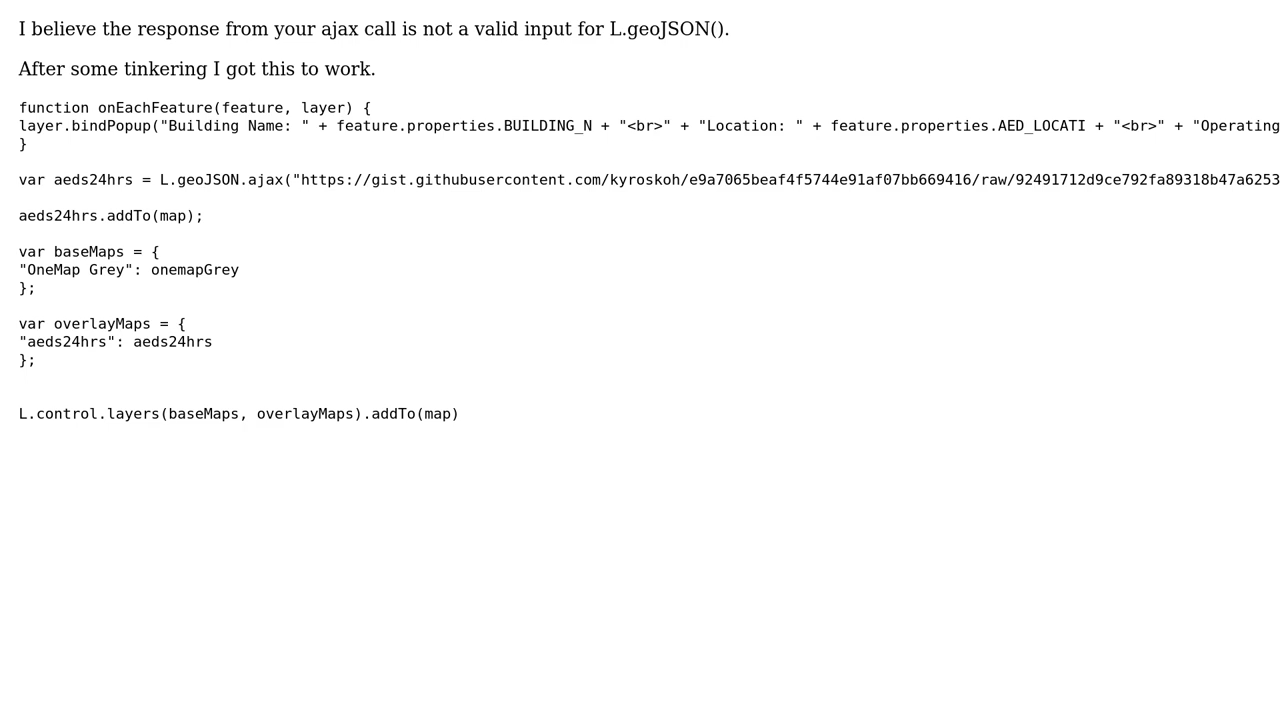 I believe the response from your ajax call is not a valid input for L.geoJSON().
After some tinkering I got this to work.
function onEachFeature(feature, layer) {
layer.bindPopup("Building Name: " + feature.properties.BUILDING_N + "<br>" + "Location: " + feature.properties.AED_LOCATI + "<br>" + "Operating
}
var aeds24hrs = L.geoJSON.ajax("https://gist.githubusercontent.com/kyroskoh/e9a7065beaf4f5744e91af07bb669416/raw/92491712d9ce792fa89318b47a6253
aeds24hrs.addTo(map);
var baseMaps = {
"OneMap Grey": onemapGrey
};
var overlayMaps = {
"aeds24hrs": aeds24hrs
};
L.control.layers(baseMaps, overlayMaps).addTo(map)